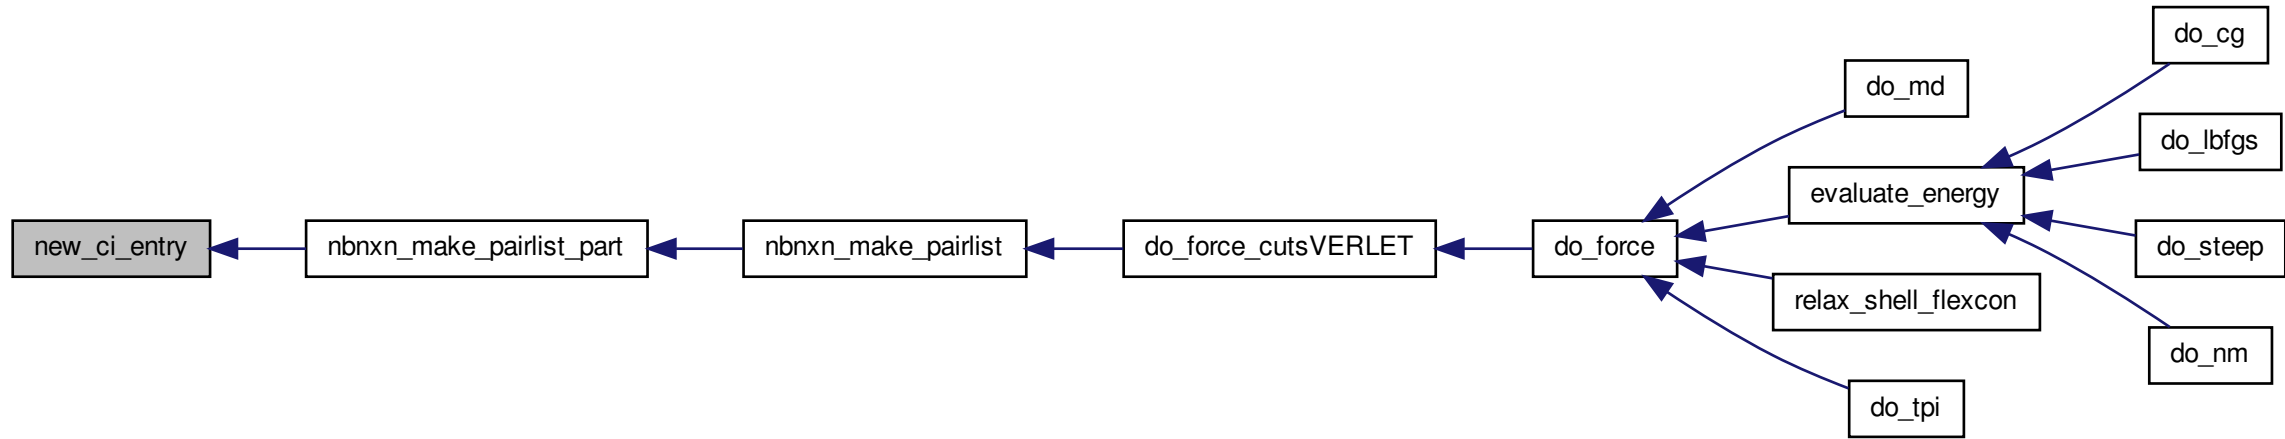 do_cg
do_md
do_lbfgs
evaluate_energy
new_ci_entry
nbnxn_make_pairlist_part
nbnxn_make_pairlist
do_force_cutsVERLET
do_force
do_steep
relax_shell_flexcon
do_nm
do_tpi